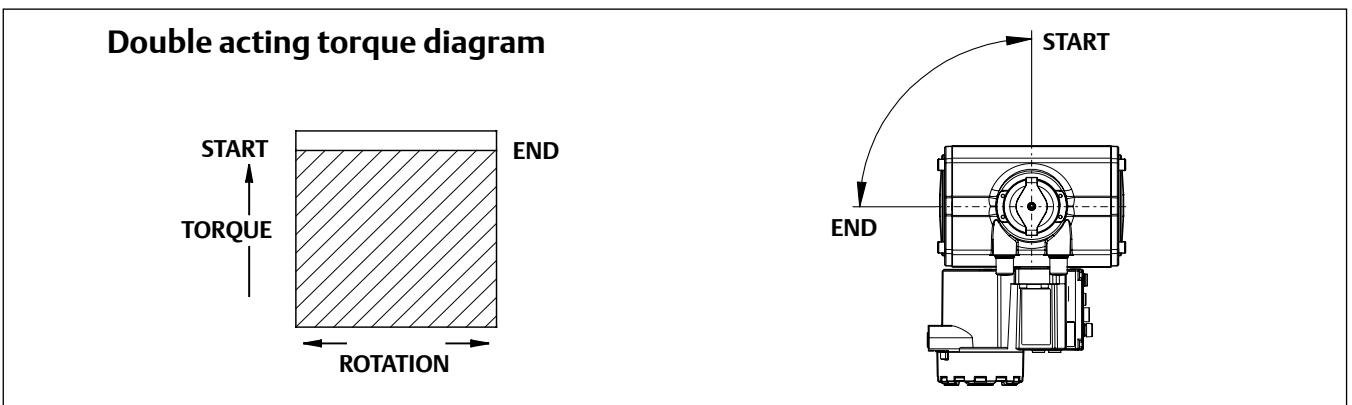 Double acting torque diagram
START
END
TORQUE
ROTATION
START
END